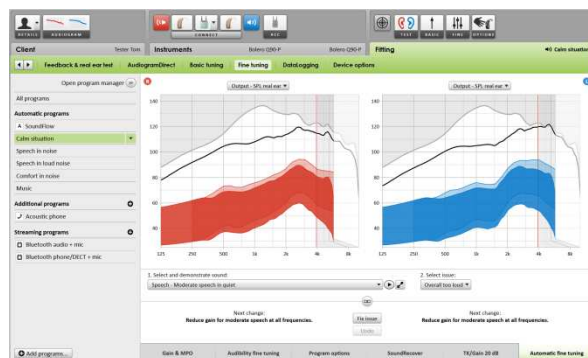 DETAILS AUDIOGRAM CONNECT REC TEST BASIC FINE OPTIONS
Client Tester Tom Instruments Bolero Q90-P Bolero Q90-P Fitting Calm situation
Feedback & real ear test AudiogramDirect Basic tuning Fine tuning DataLogging Device options
Open program manager
All programs
Automatic programs
A SoundFlow
Calm situation
Speech in noise
Speech in loud noise
Comfort in noise
Music
Additional programs
Acoustic phone
Streaming programs
Bluetooth audio + mic
Bluetooth phone/DECT + mic
Add programs...
Output - SPL real ear
140
120
100
80
60
40
125 250 500 1k 2k 4k 8k
Output - SPL real ear
140
120
100
80
60
40
125 250 500 1k 2k 4k 8k
1. Select and demonstrate sound:
Speech - Moderate speech in quiet
2. Select issue:
Overall too loud
Next change:
Reduce gain for moderate speech at all frequencies.
Fix issue
Undo
Next change:
Reduce gain for moderate speech at all frequencies.
Gain & MPO Audibility fine tuning Program options SoundRecover TK/Gain 20 dB Automatic fine tuning